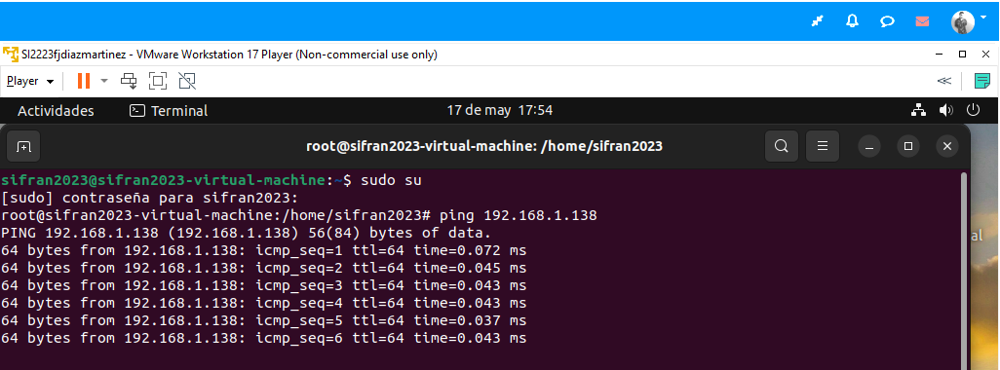 SI2223fjdiazmartinez - VMware Workstation 17 Player (Non-commercial use only)
Player
Actividades
Terminal
17 de may 17:54
root@sifran2023-virtual-machine: /home/sifran2023
sifran2023@sifran2023-virtual-machine:~$ sudo su
[sudo] contraseña para sifran2023:
root@sifran2023-virtual-machine:/home/sifran2023# ping 192.168.1.138
PING 192.168.1.138 (192.168.1.138) 56(84) bytes of data.
64 bytes from 192.168.1.138: icmp_seq=1 ttl=64 time=0.072 ms
64 bytes from 192.168.1.138: icmp_seq=2 ttl=64 time=0.045 ms
64 bytes from 192.168.1.138: icmp_seq=3 ttl=64 time=0.043 ms
64 bytes from 192.168.1.138: icmp_seq=4 ttl=64 time=0.043 ms
64 bytes from 192.168.1.138: icmp_seq=5 ttl=64 time=0.037 ms
64 bytes from 192.168.1.138: icmp_seq=6 ttl=64 time=0.043 ms
al